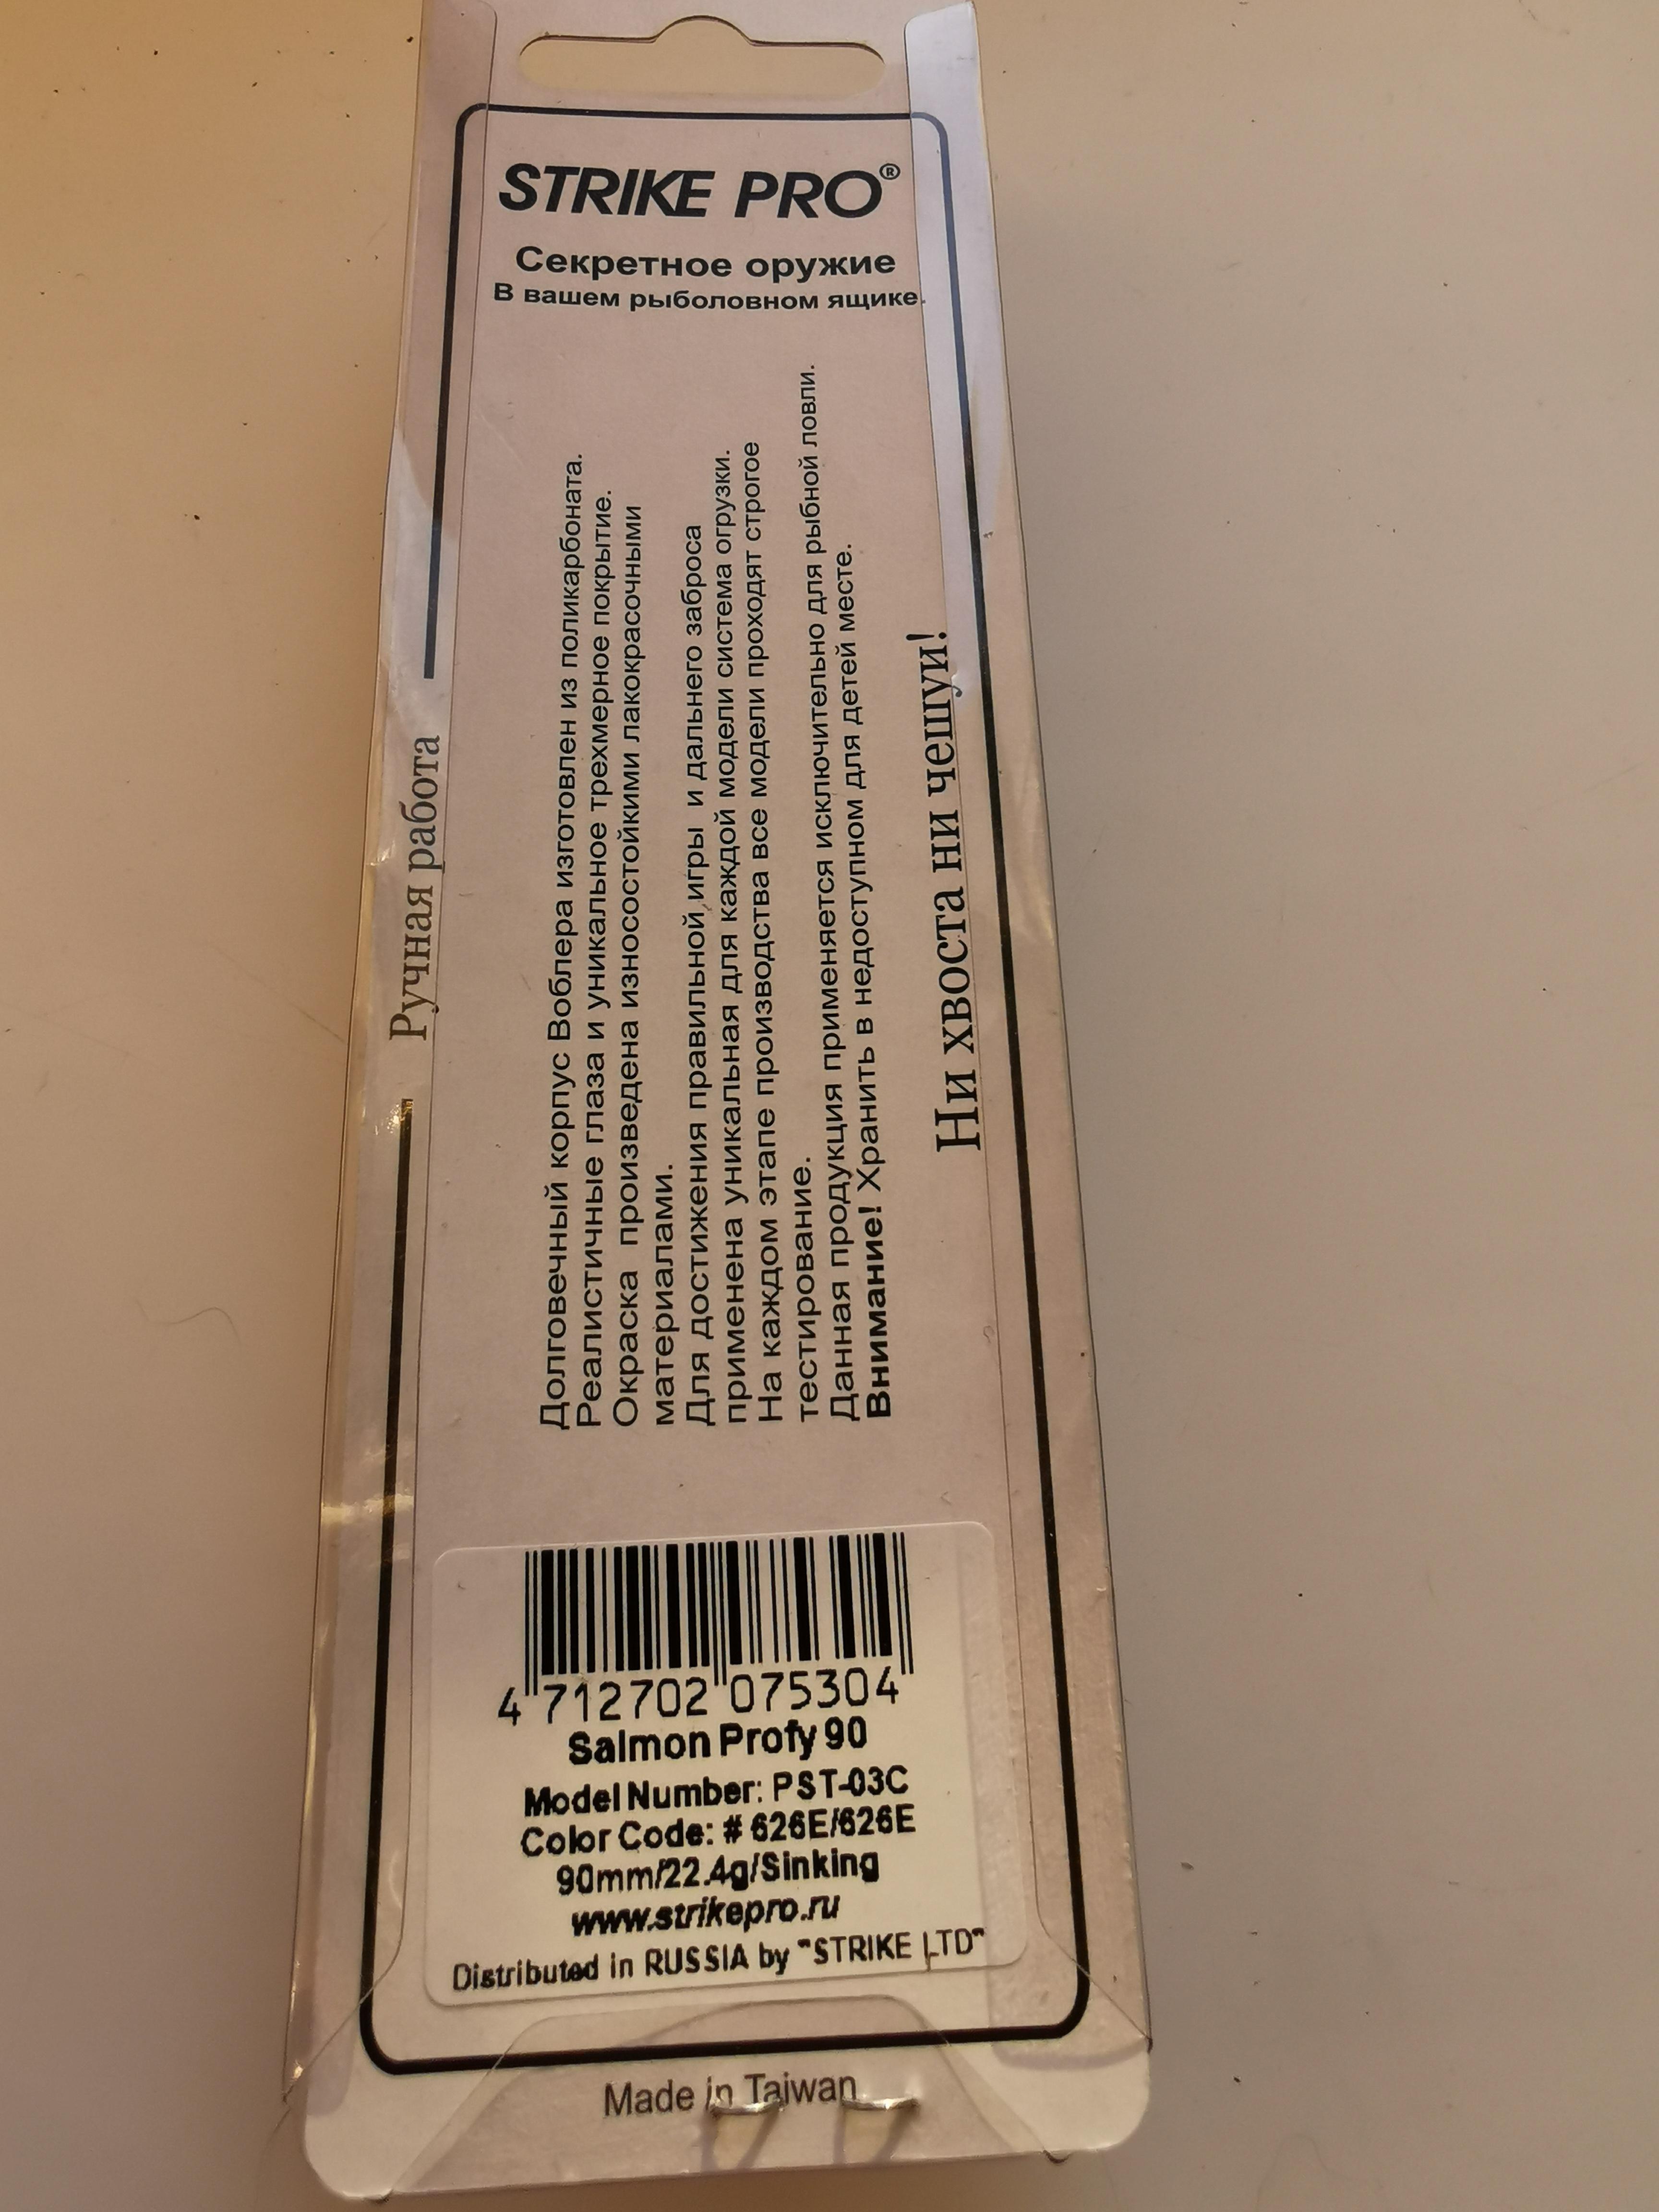 STRIKE PRO®
Секретное оружие
В вашем рыболовном ящике.
Ручная работа
Долговечный корпус Воблера изготовлен из поликарбоната.
Реалистичные глаза и уникальное трехмерное покрытие.
Окраска произведена износостойкими лакокрасочными
материалами.
Для достижения правильной игры и дальнего заброса
применена уникальная для каждой модели система огрузки.
На каждом этапе производства все модели проходят строгое
тестирование.
Данная продукция применяется исключительно для рыбной ловли.
Внимание! Хранить в недоступном для детей месте.
Ни хвоста ни чешуи!
4 712702 075304
Salmon Profy 90
Model Number: PST-03C
Color Code: # 626E/626E
90mm/22.4g/Sinking
www.strikepro.ru
Distributed in RUSSIA by "STRIKE LTD"
Made in Taiwan